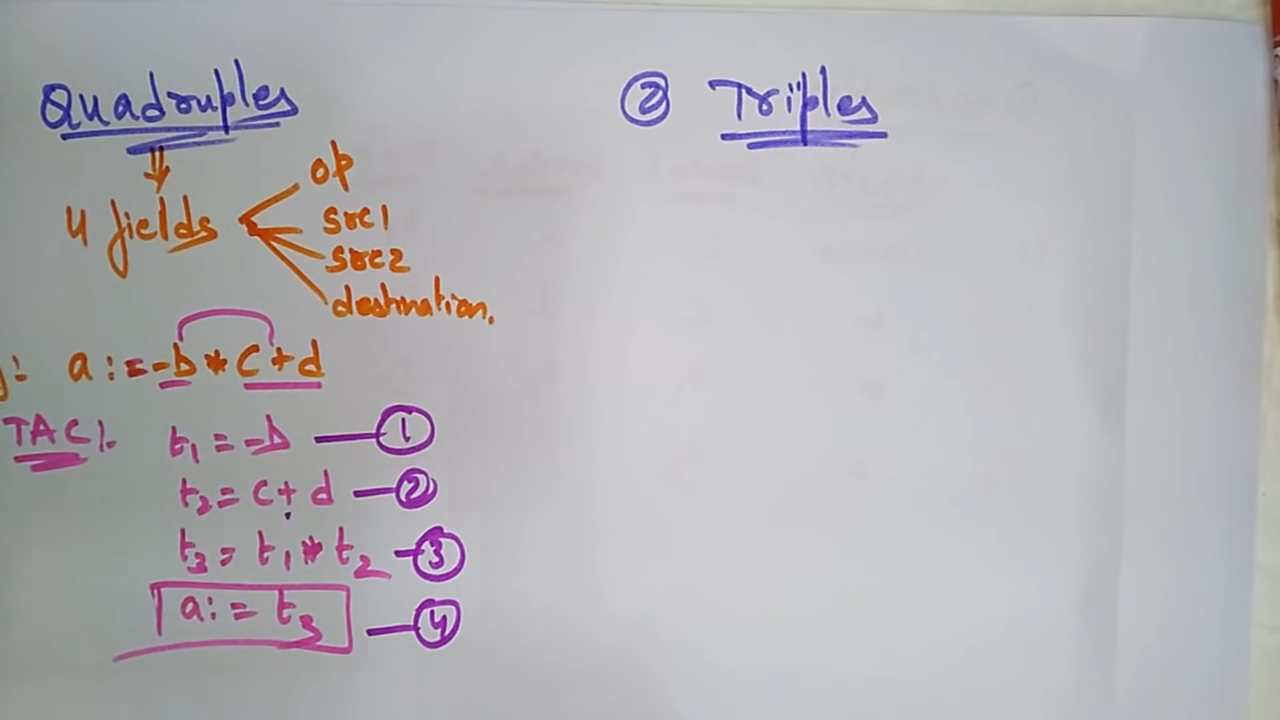 Quadruples
4 fields
op
src1
src2
destination.
a := -b * c + d
TAC:-
t₁ = -b — ①
t₂ = c + d — ②
t₃ = t₁ * t₂ — ③
a := t₃ — ④
② Triples